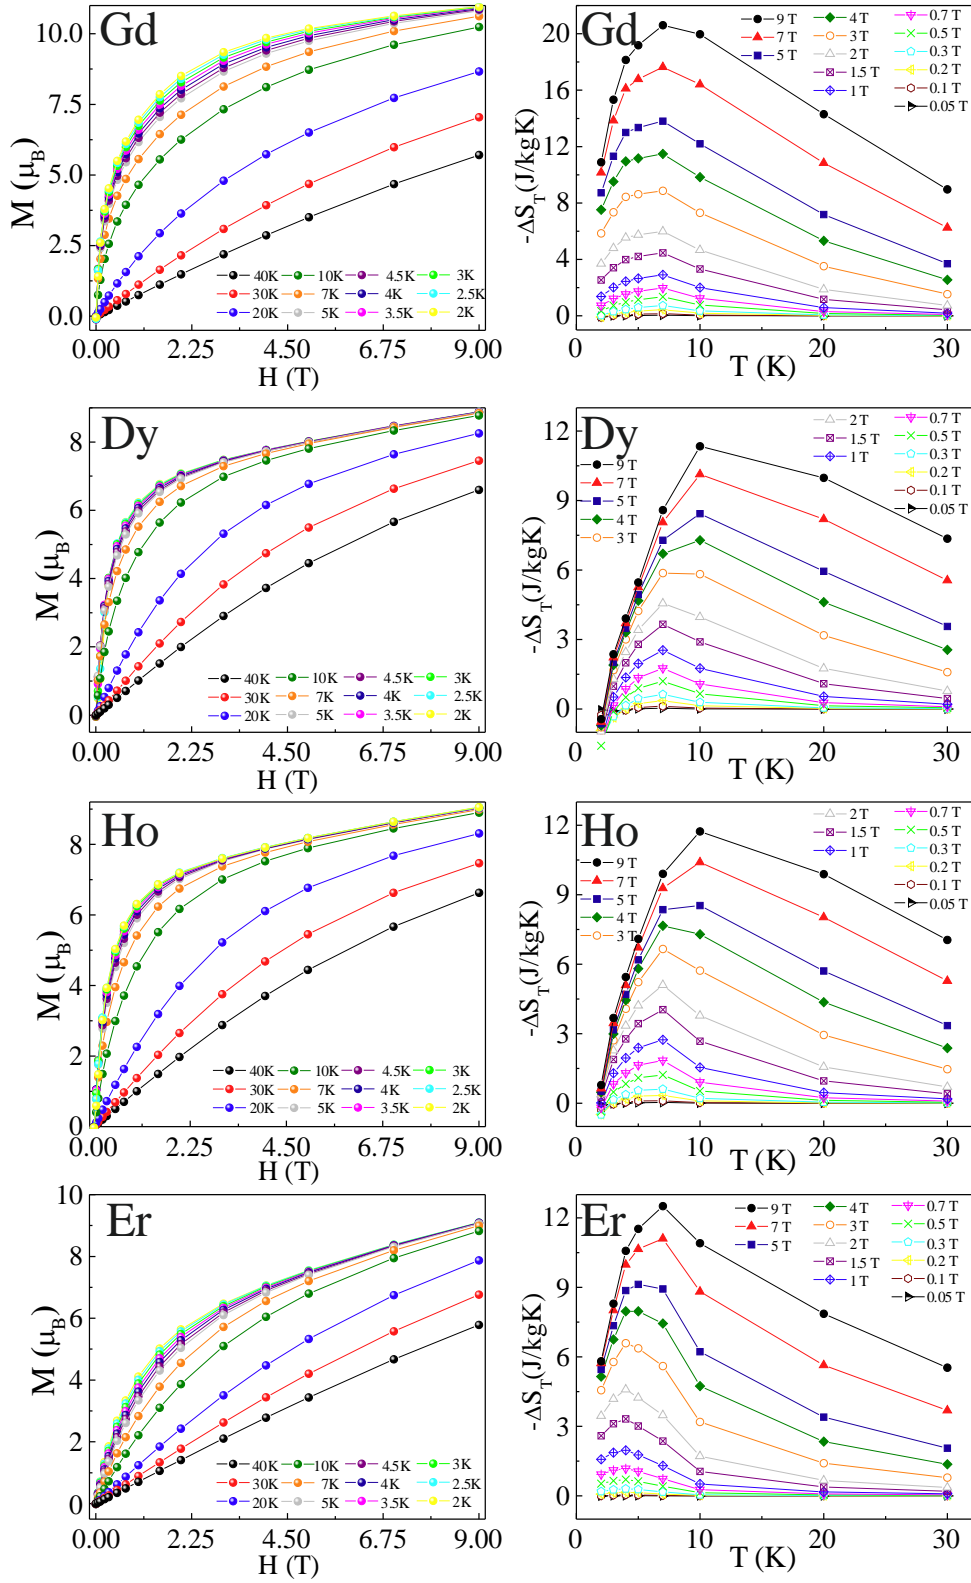 Gd
M (μB)
10.0
7.5
5.0
2.5
0.0
40K 10K 4.5K 3K
30K 7K 4K 2.5K
20K 5K 3.5K 2K
0.00 2.25 4.50 6.75 9.00
H (T)
Gd
-ΔST(J/kgK)
20
16
12
8
4
0
9 T 4 T 0.7 T
7 T 3 T 0.5 T
5 T 2 T 0.3 T
1.5 T 0.2 T
1 T 0.1 T
0.05 T
0 10 20 30
T (K)
Dy
M (μB)
8
6
4
2
0
40K 10K 4.5K 3K
30K 7K 4K 2.5K
20K 5K 3.5K 2K
0.00 2.25 4.50 6.75 9.00
H (T)
Dy
-ΔST(J/kgK)
12
9
6
3
0
2 T 0.7 T
1.5 T 0.5 T
1 T 0.3 T
9 T 0.2 T
7 T 0.1 T
5 T 0.05 T
4 T
3 T
0 10 20 30
T (K)
Ho
M (μB)
8
6
4
2
0
40K 10K 4.5K 3K
30K 7K 4K 2.5K
20K 5K 3.5K 2K
0.00 2.25 4.50 6.75 9.00
H (T)
Ho
-ΔST(J/kgK)
12
9
6
3
0
2 T 0.7 T
1.5 T 0.5 T
1 T 0.3 T
9 T 0.2 T
7 T 0.1 T
5 T 0.05 T
4 T
3 T
0 10 20 30
T (K)
Er
M (μB)
10
8
6
4
2
0
40K 10K 4.5K 3K
30K 7K 4K 2.5K
20K 5K 3.5K 2K
0.00 2.25 4.50 6.75 9.00
H (T)
Er
-ΔST(J/kgK)
12
9
6
3
0
9 T 4 T 0.7 T
7 T 3 T 0.5 T
5 T 2 T 0.3 T
1.5 T 0.2 T
1 T 0.1 T
0.05 T
0 10 20 30
T (K)